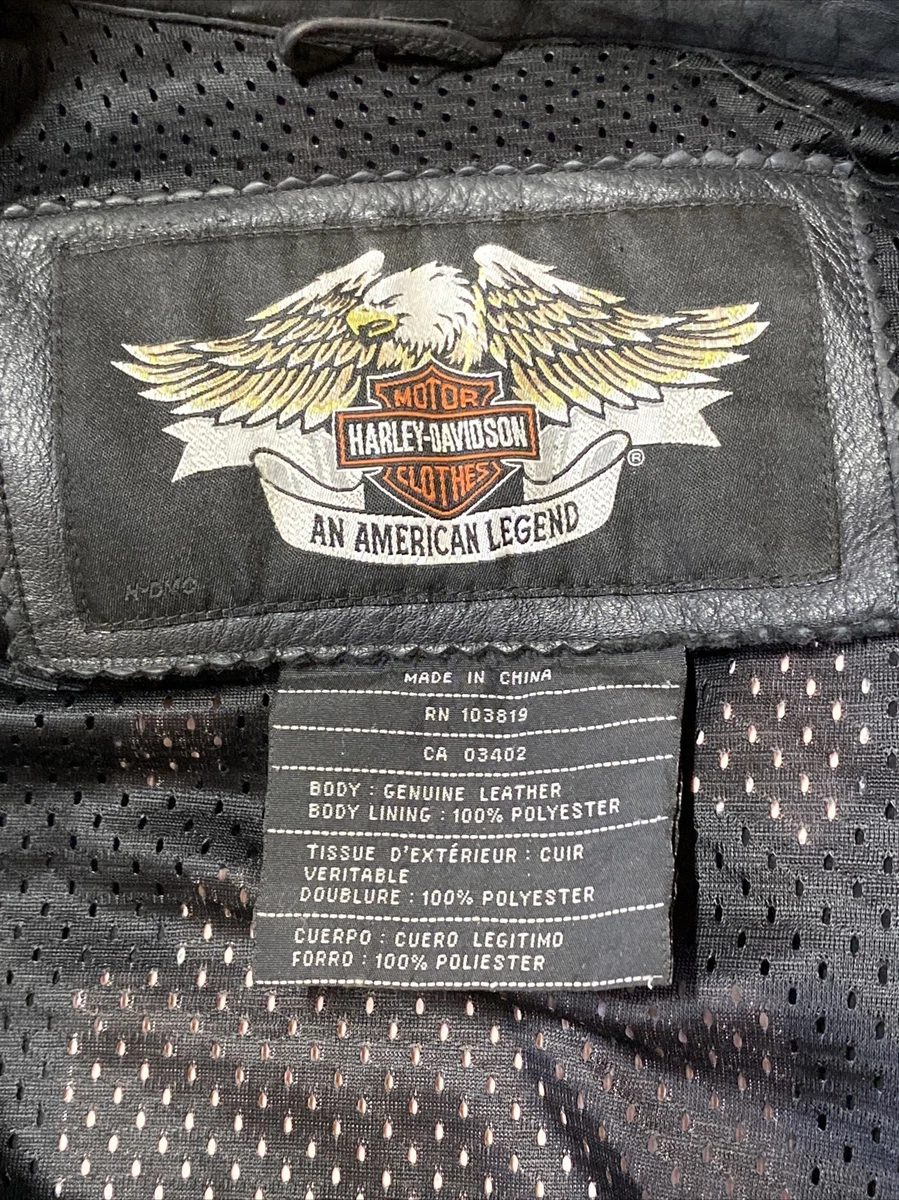 MOTOR
HARLEY-DAVIDSON
CLOTHES
®
AN AMERICAN LEGEND
H-DMC
MADE IN CHINA
RN 103819
CA 03402
BODY : GENUINE LEATHER
BODY LINING : 100% POLYESTER
TISSUE D'EXTÉRIEUR : CUIR
VERITABLE
DOUBLURE : 100% POLYESTER
CUERPO : CUERO LEGITIMO
FORRO : 100% POLIESTER